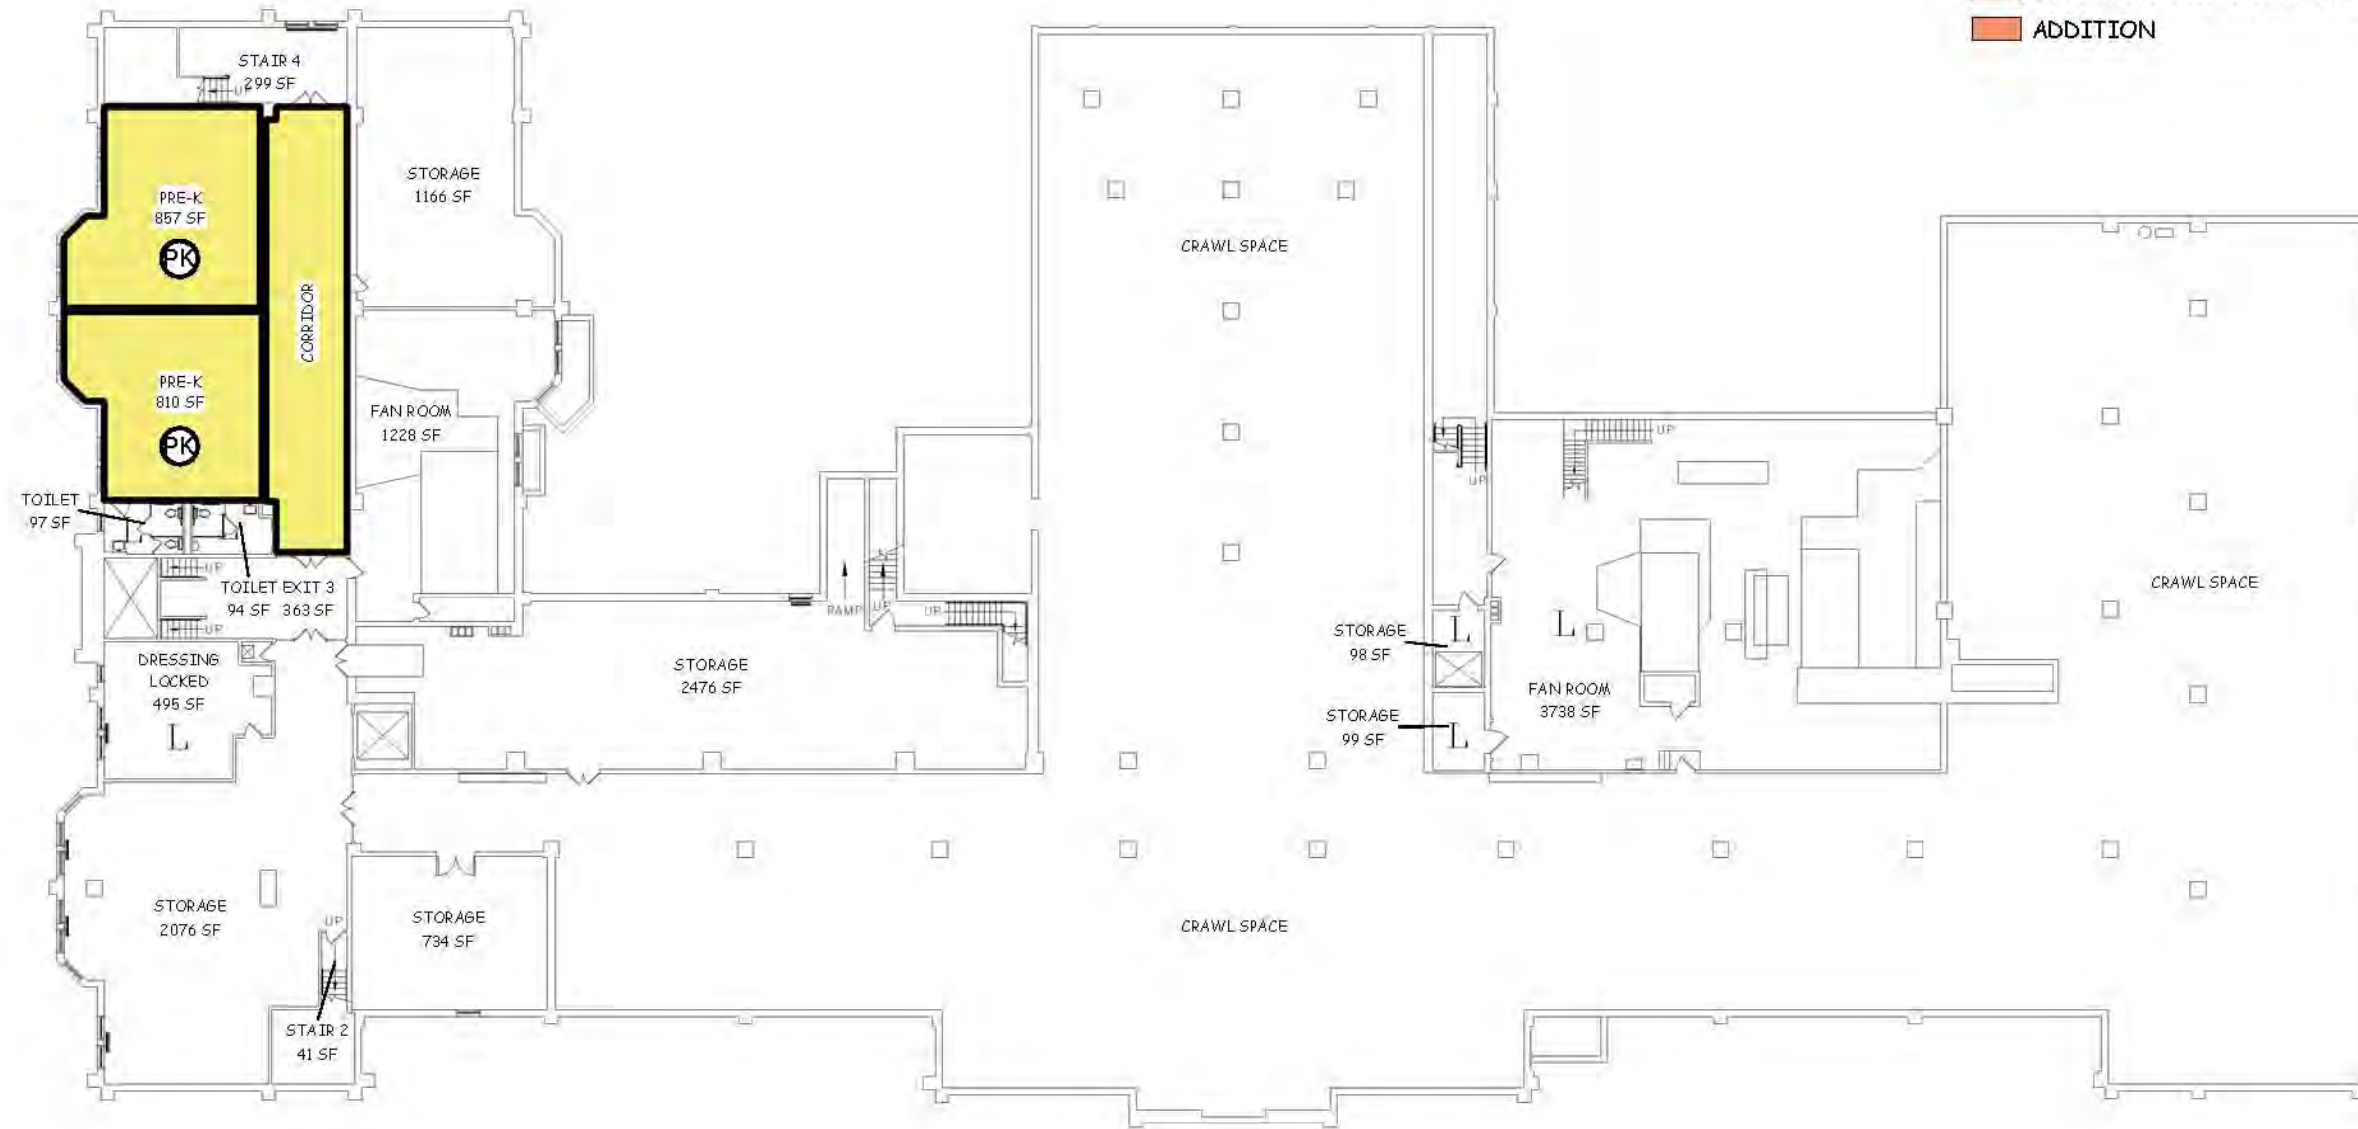 ADDITION
STAIR 4
299 SF
UP
PRE-K
857 SF
PK
STORAGE
1166 SF
CORRIDOR
PRE-K
810 SF
PK
FAN ROOM
1228 SF
TOILET
97 SF
UP
TOILET
94 SF
EXIT 3
363 SF
UP
DRESSING
LOCKED
495 SF
L
STORAGE
2476 SF
RAMP
UP
UP
CRAWL SPACE
UP
UP
STORAGE
98 SF
L
L
STORAGE
99 SF
L
FAN ROOM
3738 SF
CRAWL SPACE
STORAGE
2076 SF
UP
STORAGE
734 SF
STAIR 2
41 SF
CRAWL SPACE